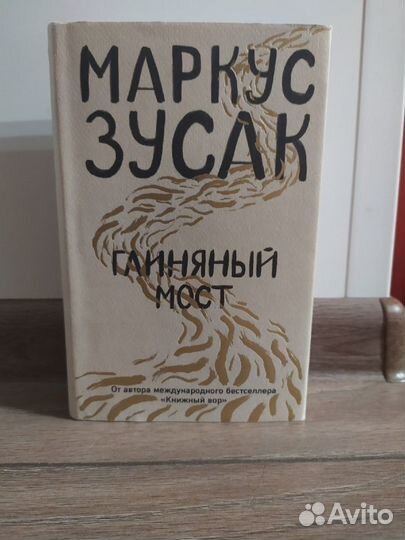 МАРКУС
ЗУСАК
ГЛИНЯНЫЙ
МОСТ
От автора международного бестселлера
«Книжный вор»
Avito